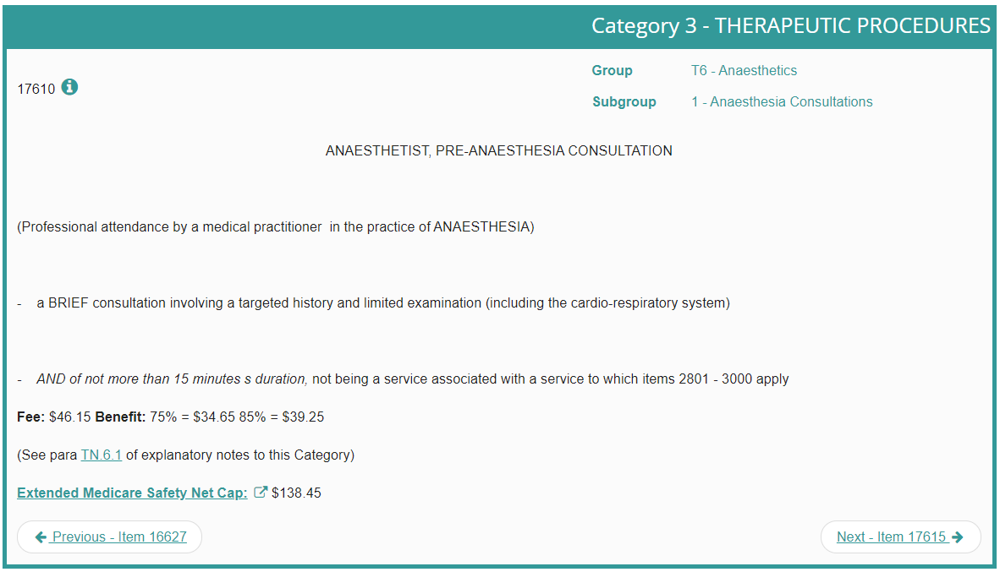 Category 3 - THERAPEUTIC PROCEDURES
17610
Group T6 - Anaesthetics
Subgroup 1 - Anaesthesia Consultations
ANAESTHETIST, PRE-ANAESTHESIA CONSULTATION
(Professional attendance by a medical practitioner  in the practice of ANAESTHESIA)
- a BRIEF consultation involving a targeted history and limited examination (including the cardio-respiratory system)
- AND of not more than 15 minutes s duration, not being a service associated with a service to which items 2801 - 3000 apply
Fee: $46.15 Benefit: 75% = $34.65 85% = $39.25
(See para TN.6.1 of explanatory notes to this Category)
Extended Medicare Safety Net Cap: $138.45
Previous - Item 16627
Next - Item 17615